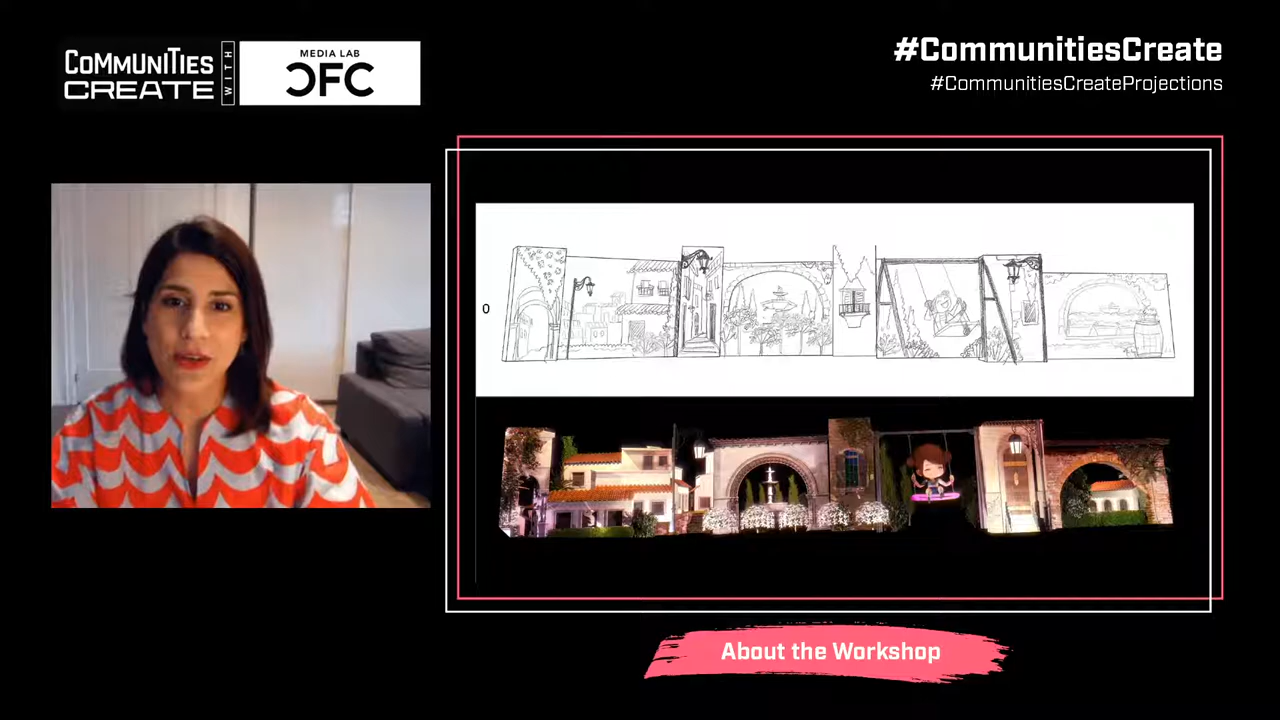 CoMMUNITIes
CREATE
WITH
MEDIA LAB
CFC
#CommunitiesCreate
#CommunitiesCreateProjections
0
About the Workshop